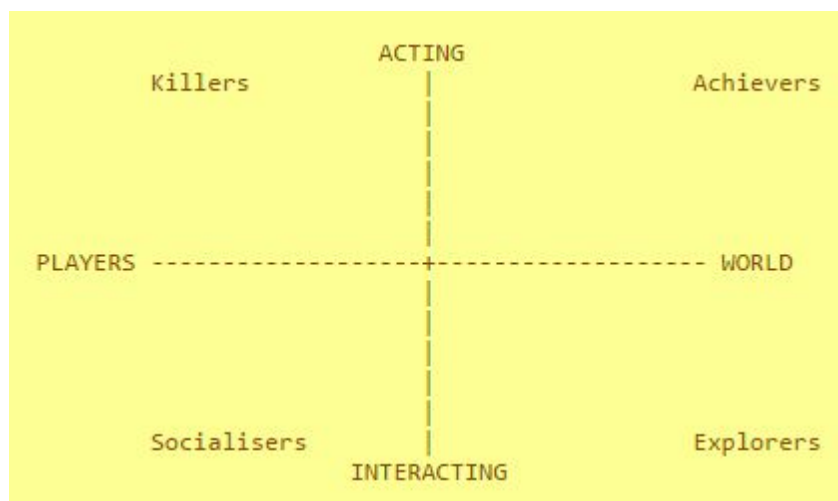 ACTING
Killers | Achievers
|
|
|
|
|
PLAYERS -------------------+------------------- WORLD
|
|
|
|
|
Socialisers | Explorers
INTERACTING